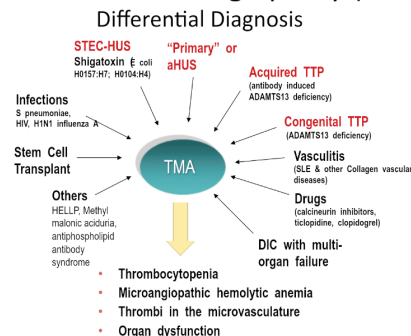 Differential Diagnosis
STEC-HUS
Shigatoxin (E coli
H0157:H7; H0104:H4)
"Primary" or
aHUS
Acquired TTP
(antibody induced
ADAMTS13 deficiency)
Infections
S pneumoniae,
HIV, H1N1 influenza A
Congenital TTP
(ADAMTS13 deficiency)
Stem Cell
Transplant
TMA
Vasculitis
(SLE & other Collagen vascular
diseases)
Others
HELLP, Methyl
malonic aciduria,
antiphospholipid
antibody
syndrome
Drugs
(calcineurin inhibitors,
ticlopidine, clopidogrel)
DIC with multi-
organ failure
• Thrombocytopenia
• Microangiopathic hemolytic anemia
• Thrombi in the microvasculature
• Organ dysfunction